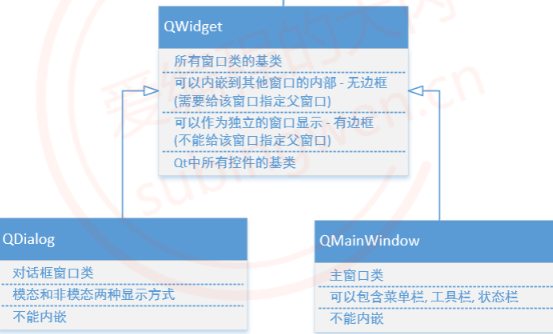 QWidget
所有窗口类的基类
可以内嵌到其他窗口的内部 - 无边框
(需要给该窗口指定父窗口)
可以作为独立的窗口显示 - 有边框
(不能给该窗口指定父窗口)
Qt中所有控件的基类
QDialog
对话框窗口类
模态和非模态两种显示方式
不能内嵌
QMainWindow
主窗口类
可以包含菜单栏, 工具栏, 状态栏
不能内嵌